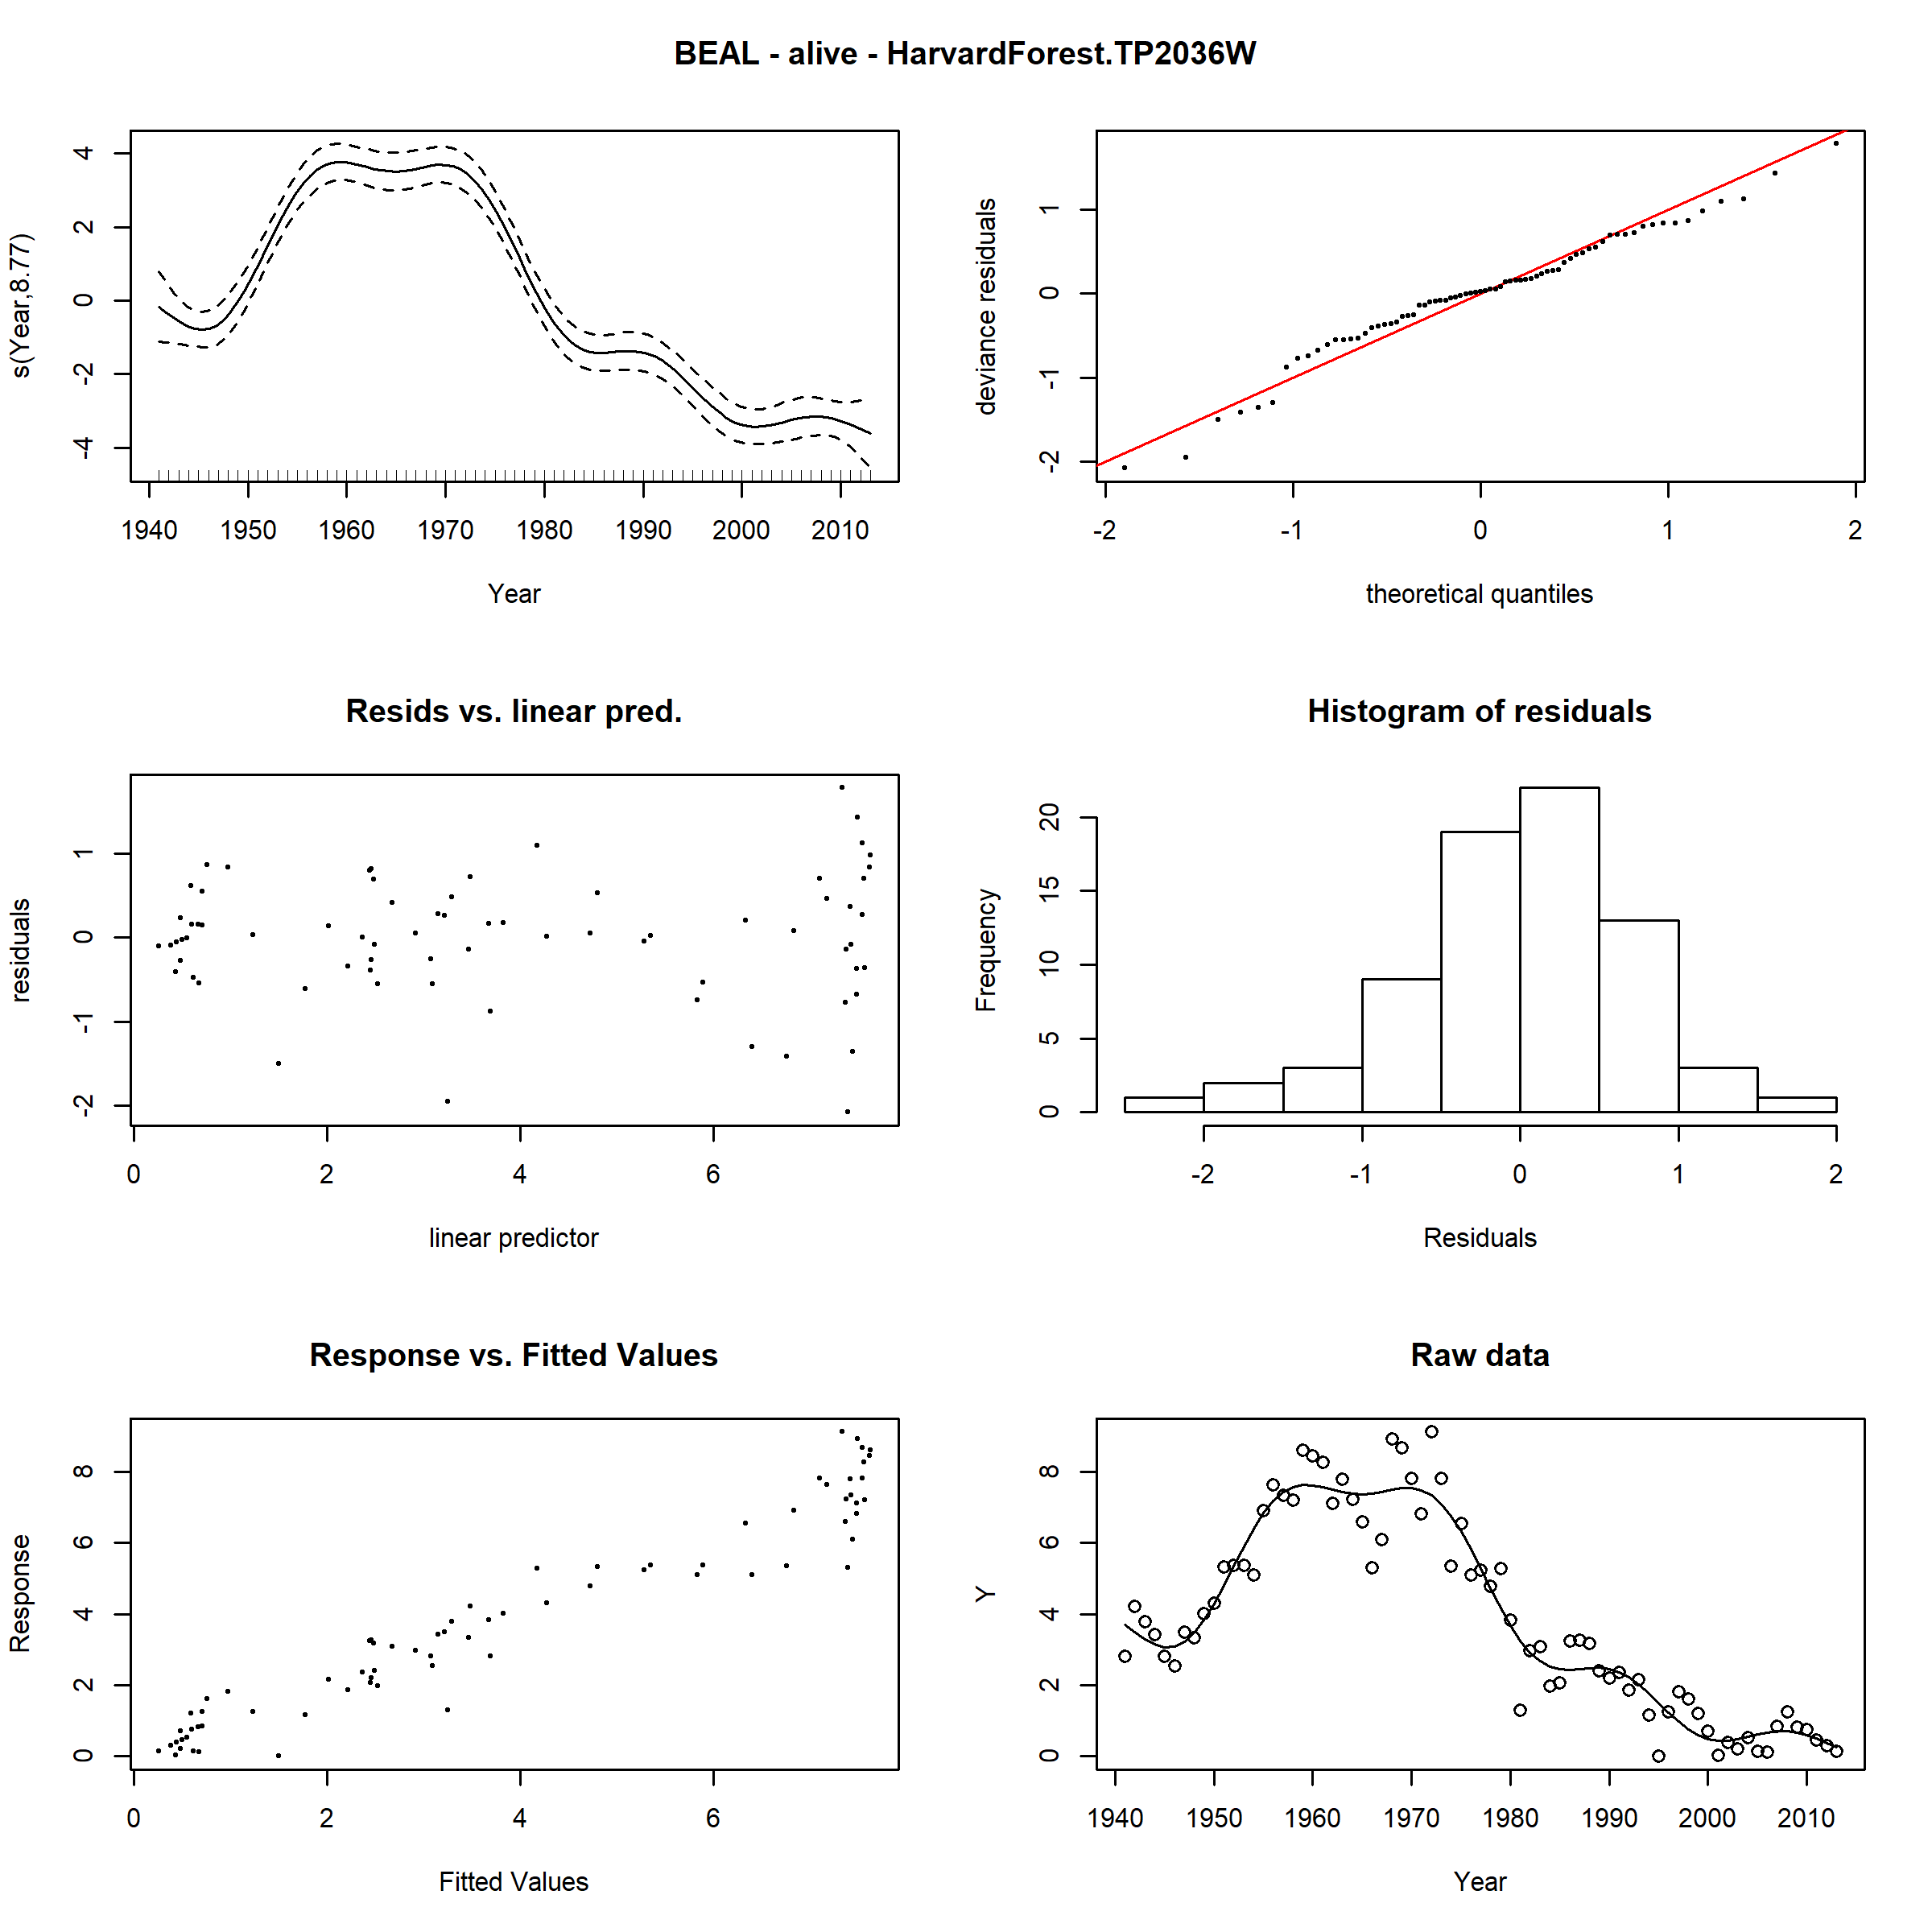 BEAL - alive - HarvardForest.TP2036W
s(Year,8.77)
4
2
0
-2
-4
1940 1950 1960 1970 1980 1990 2000 2010
Year
deviance residuals
1
0
-1
-2
-2 -1 0 1 2
theoretical quantiles
Resids vs. linear pred.
residuals
1
0
-1
-2
0 2 4 6
linear predictor
Histogram of residuals
Frequency
20
15
10
5
0
-2 -1 0 1 2
Residuals
Response vs. Fitted Values
Response
8
6
4
2
0
0 2 4 6
Fitted Values
Raw data
Y
8
6
4
2
0
1940 1950 1960 1970 1980 1990 2000 2010
Year